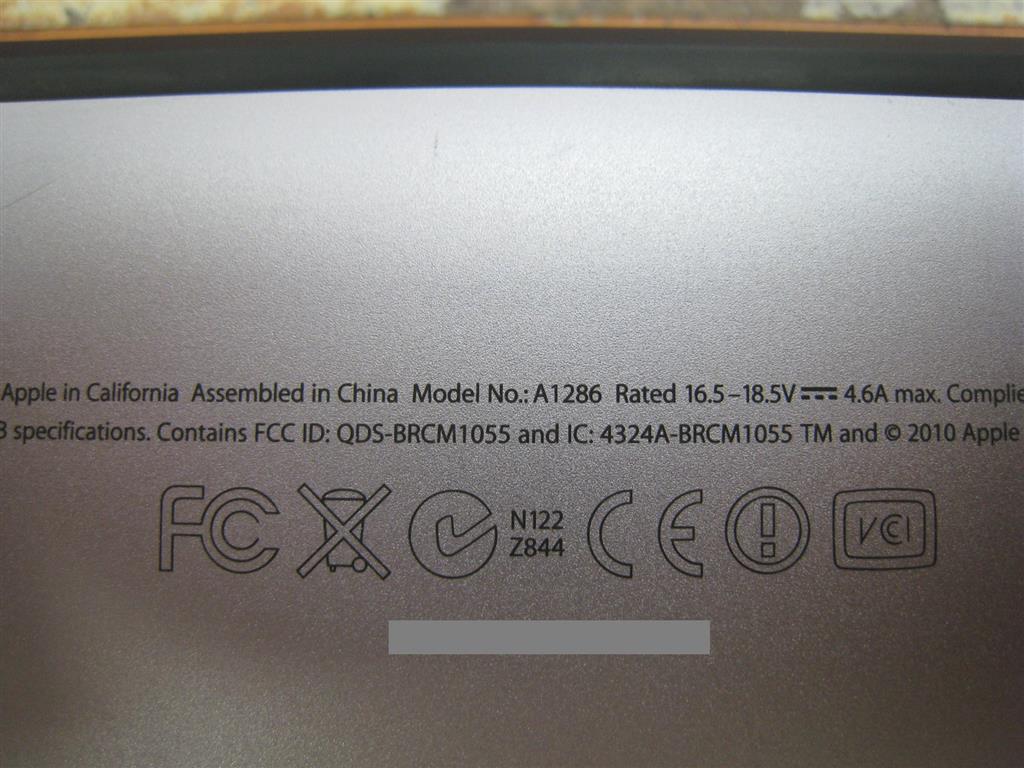 Apple in California Assembled in China Model No.: A1286 Rated 16.5–18.5V ⎓ 4.6A max. Complie
B specifications. Contains FCC ID: QDS-BRCM1055 and IC: 4324A-BRCM1055 TM and © 2010 Apple
FC N122 CE VCCI
Z844